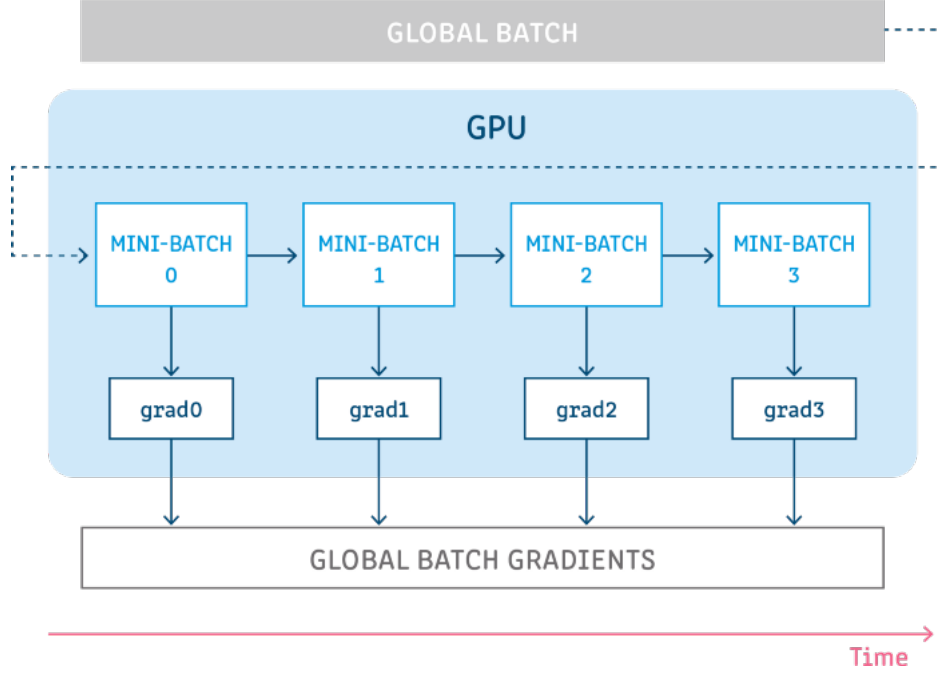 GLOBAL BATCH
GPU
MINI-BATCH
0
MINI-BATCH
1
MINI-BATCH
2
MINI-BATCH
3
grad0
grad1
grad2
grad3
GLOBAL BATCH GRADIENTS
Time